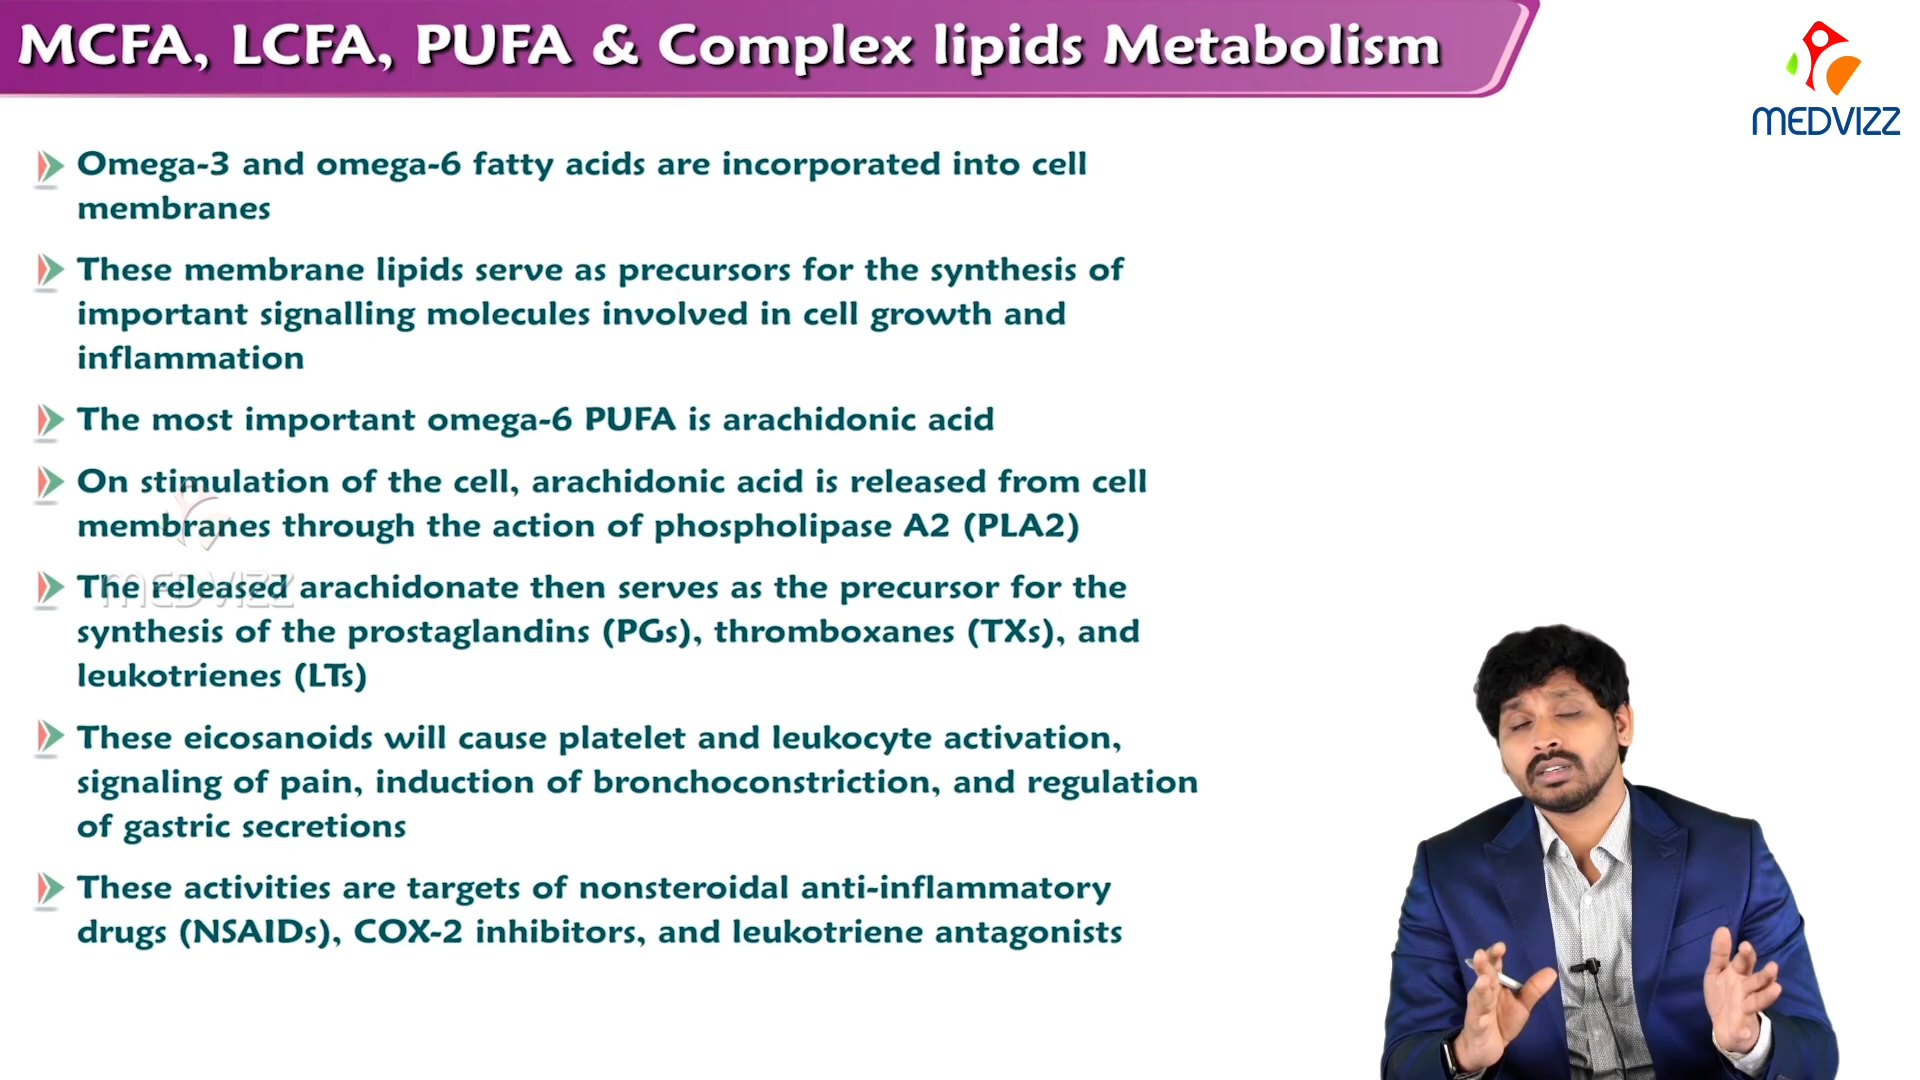 MCFA, LCFA, PUFA & Complex lipids Metabolism
MEDVIZZ
Omega-3 and omega-6 fatty acids are incorporated into cell
membranes
These membrane lipids serve as precursors for the synthesis of
important signalling molecules involved in cell growth and
inflammation
The most important omega-6 PUFA is arachidonic acid
On stimulation of the cell, arachidonic acid is released from cell
membranes through the action of phospholipase A2 (PLA2)
The released arachidonate then serves as the precursor for the
synthesis of the prostaglandins (PGs), thromboxanes (TXs), and
leukotrienes (LTs)
These eicosanoids will cause platelet and leukocyte activation,
signaling of pain, induction of bronchoconstriction, and regulation
of gastric secretions
These activities are targets of nonsteroidal anti-inflammatory
drugs (NSAIDs), COX-2 inhibitors, and leukotriene antagonists
MEDVIZZ